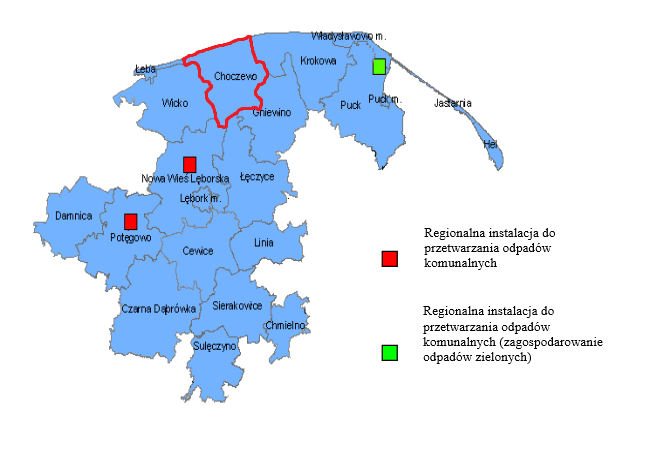 Władysławowo m.
Krokowa
Łeba
Choczewo
Wicko
Puck
Puck m.
Jastarnia
Gniewino
Hel
Nowa Wieś Lęborska
Łęczyce
Lębork m.
Damnica
Potęgowo
Cewice
Linia
Regionalna instalacja do
przetwarzania odpadów
komunalnych
Czarna Dąbrówka
Sierakowice
Chmielno
Sulęczyno
Regionalna instalacja do
przetwarzania odpadów
komunalnych (zagospodarowanie
odpadów zielonych)